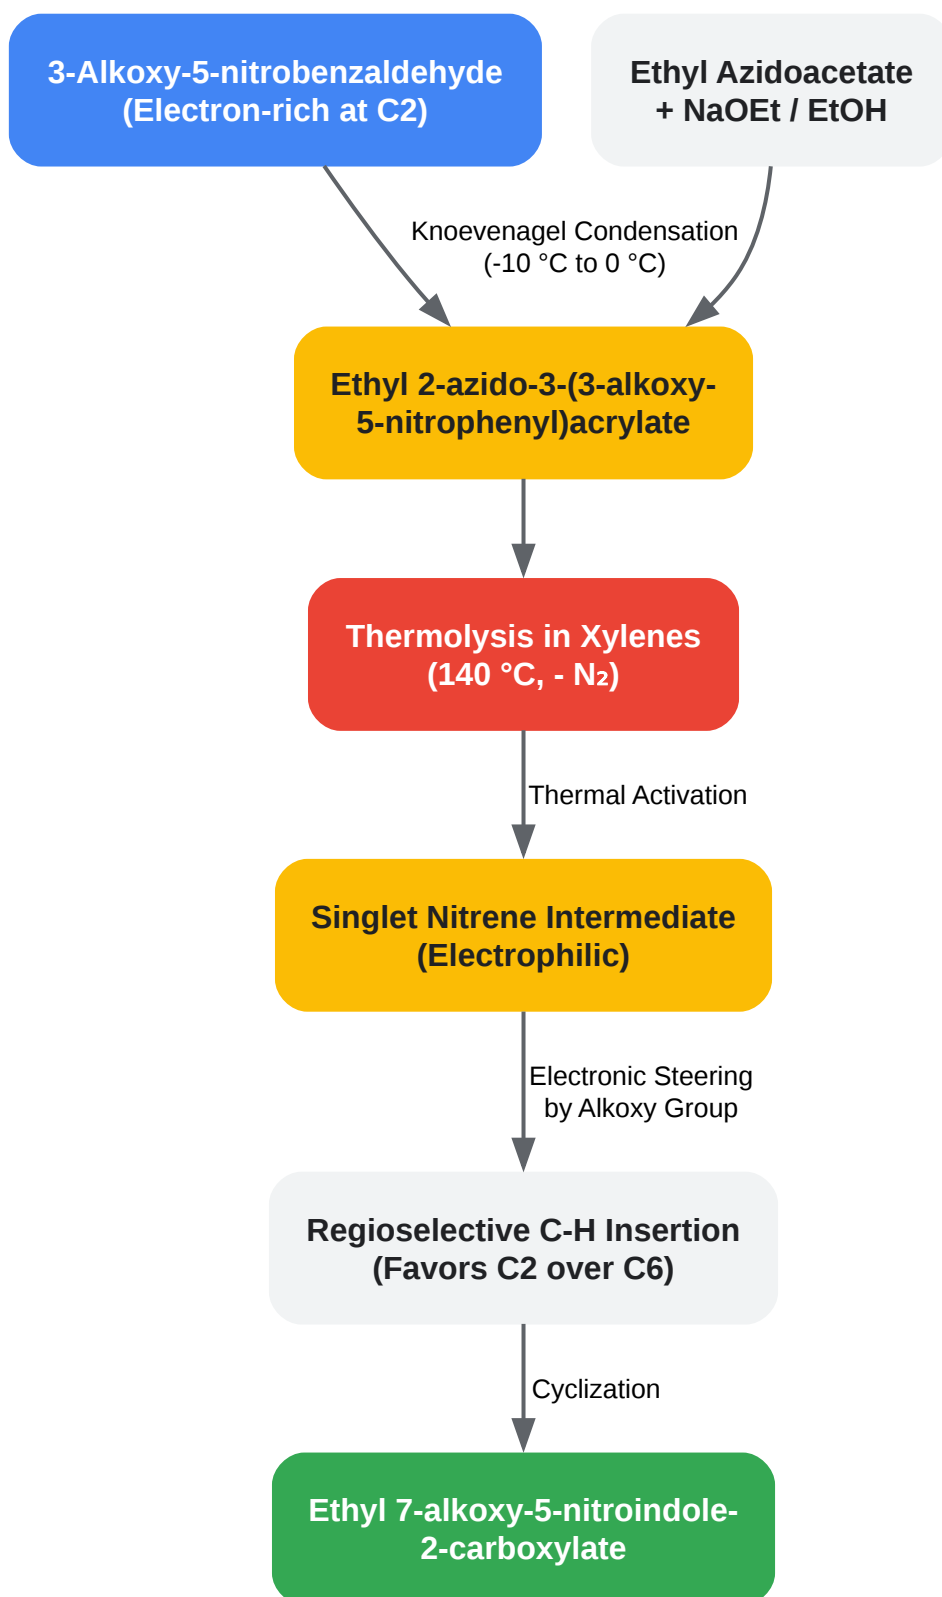 3-Alkoxy-5-nitrobenzaldehyde
(Electron-rich at C2)
Ethyl Azidoacetate
+ NaOEt / EtOH
Knoevenagel Condensation
(-10 °C to 0 °C)
Ethyl 2-azido-3-(3-alkoxy-
5-nitrophenyl)acrylate
Thermolysis in Xylenes
(140 °C, - N₂)
Thermal Activation
Singlet Nitrene Intermediate
(Electrophilic)
Electronic Steering
by Alkoxy Group
Regioselective C-H Insertion
(Favors C2 over C6)
Cyclization
Ethyl 7-alkoxy-5-nitroindole-
2-carboxylate